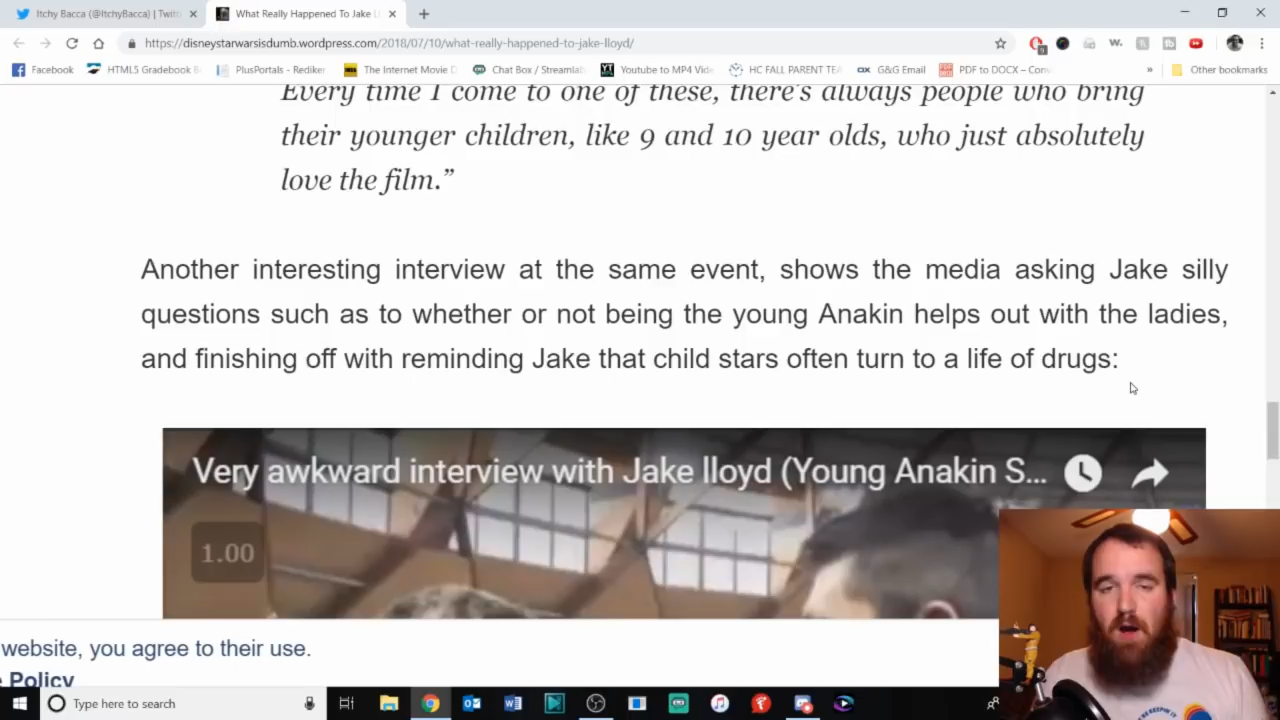 Itchy Bacca (@ItchyBacca) | Twitt
What Really Happened To Jake Ll
https://disneystarwarsisdumb.wordpress.com/2018/07/10/what-really-happened-to-jake-lloyd/
Facebook
HTML5 Gradebook
PlusPortals - Rediker
The Internet Movie D
Chat Box / Streamla
Youtube to MP4 Vide
HC FALL PARENT TEA
G&G Email
PDF to DOCX – Con
»
Other bookmarks
Every time I come to one of these, there's always people who bring
their younger children, like 9 and 10 year olds, who just absolutely
love the film.”
Another interesting interview at the same event, shows the media asking Jake silly
questions such as to whether or not being the young Anakin helps out with the ladies,
and finishing off with reminding Jake that child stars often turn to a life of drugs:
Very awkward interview with Jake lloyd (Young Anakin S...
1.00
website, you agree to their use.
Policy
Type here to search